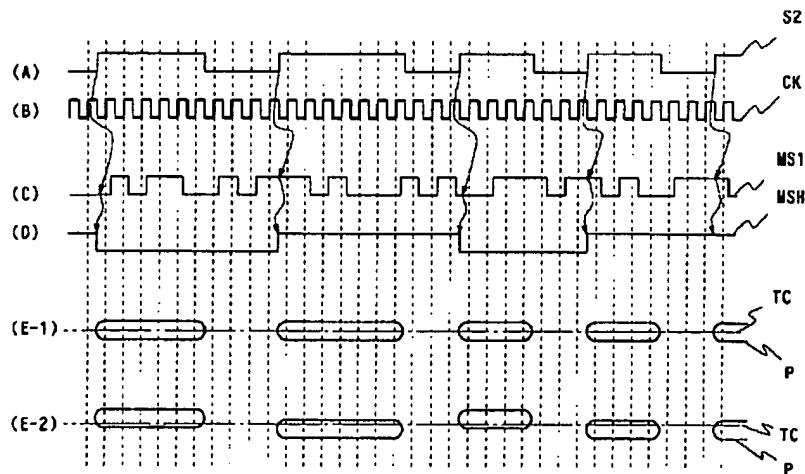 S2
(A)
CK
(B)
MS1
(C)
MSH
(D)
TC
(E-1)
P
(E-2)
TC
P